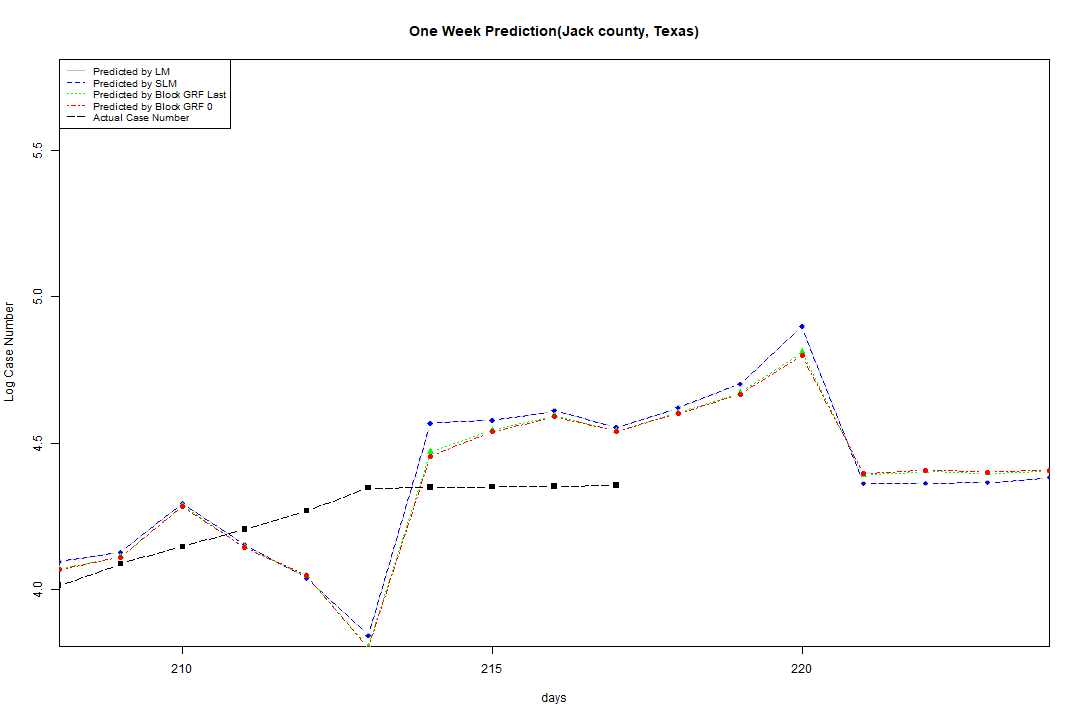 One Week Prediction(Jack county, Texas)
Predicted by LM
Predicted by SLM
Predicted by Block GRF Last
Predicted by Block GRF 0
Actual Case Number
5.5
5.0
4.5
4.0
Log Case Number
210 215 220
days